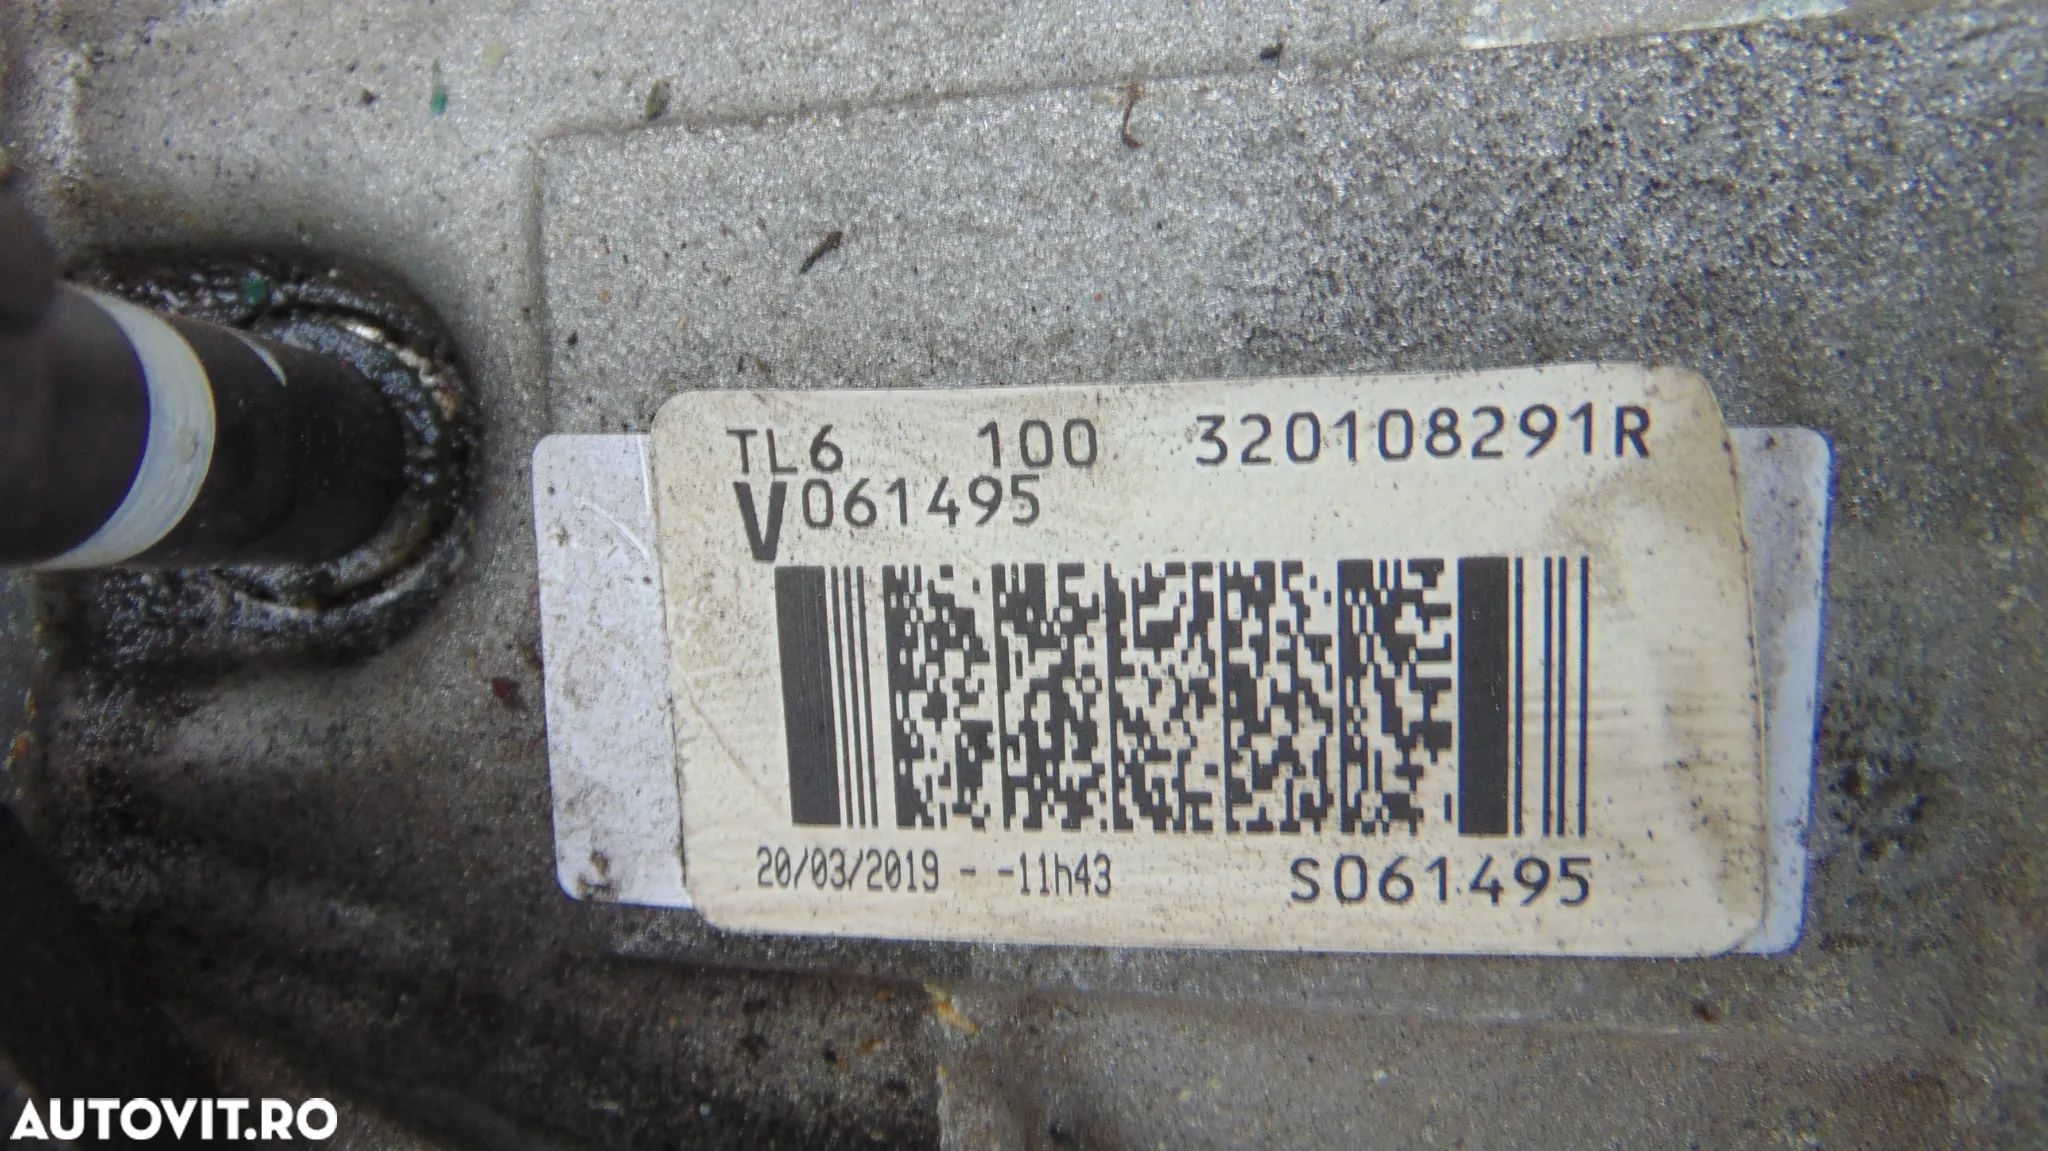 TL6 100 320108291R
V061495
20/03/2019 - -11h43 S061495
AUTOVIT.RO